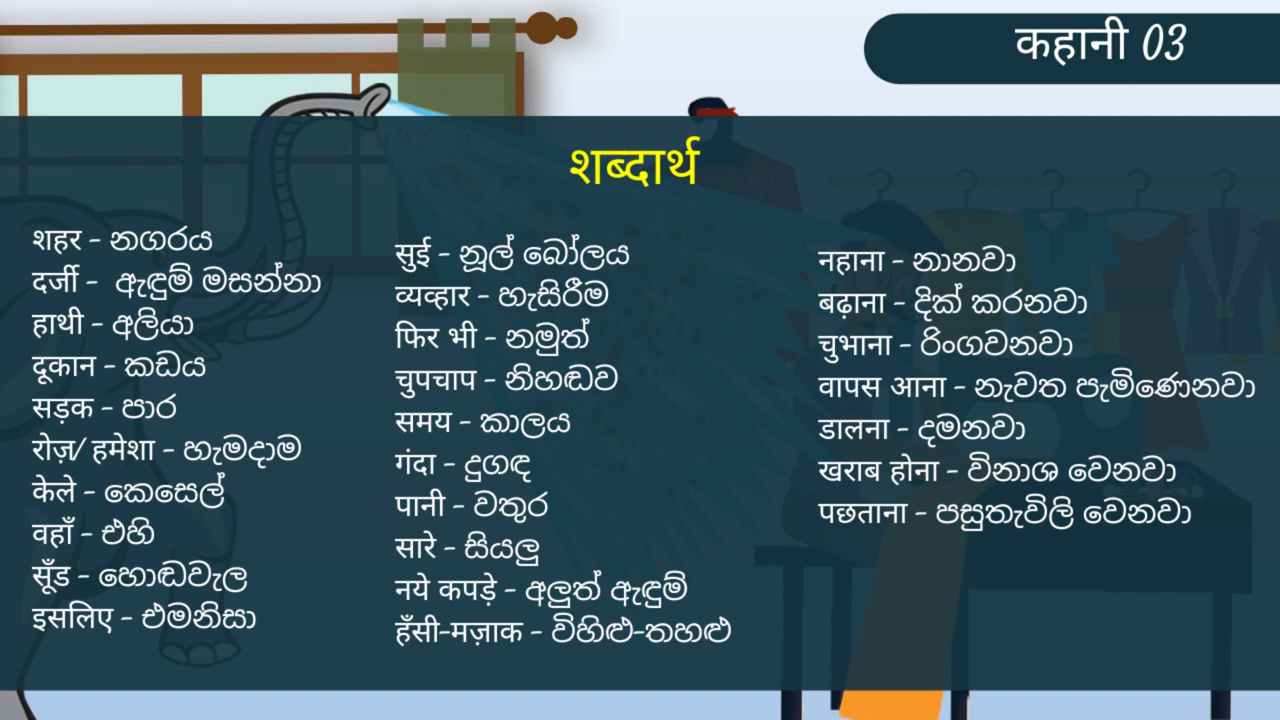 कहानी 03
शब्दार्थ
शहर - නගරය
दर्जी - ඇඳුම් මසන්නා
हाथी - අලියා
दूकान - කඩය
सड़क - පාර
रोज़/ हमेशा - හැමදාම
केले - කෙසෙල්
वहाँ - එහි
सूँड - හොඬවැල
इसलिए - එමනිසා
सुई - නූල් බෝලය
व्यव्हार - හැසිරීම
फिर भी - නමුත්
चुपचाप - නිහඬව
समय - කාලය
गंदा - දුගඳ
पानी - වතුර
सारे - සියලු
नये कपड़े - අලුත් ඇඳුම්
हँसी-मज़ाक - විහිළු-තහළු
नहाना - නානවා
बढ़ाना - දික් කරනවා
चुभाना - රිංගවනවා
वापस आना - නැවත පැමිණෙනවා
डालना - දමනවා
खराब होना - විනාශ වෙනවා
पछताना - පසුතැවිලි වෙනවා